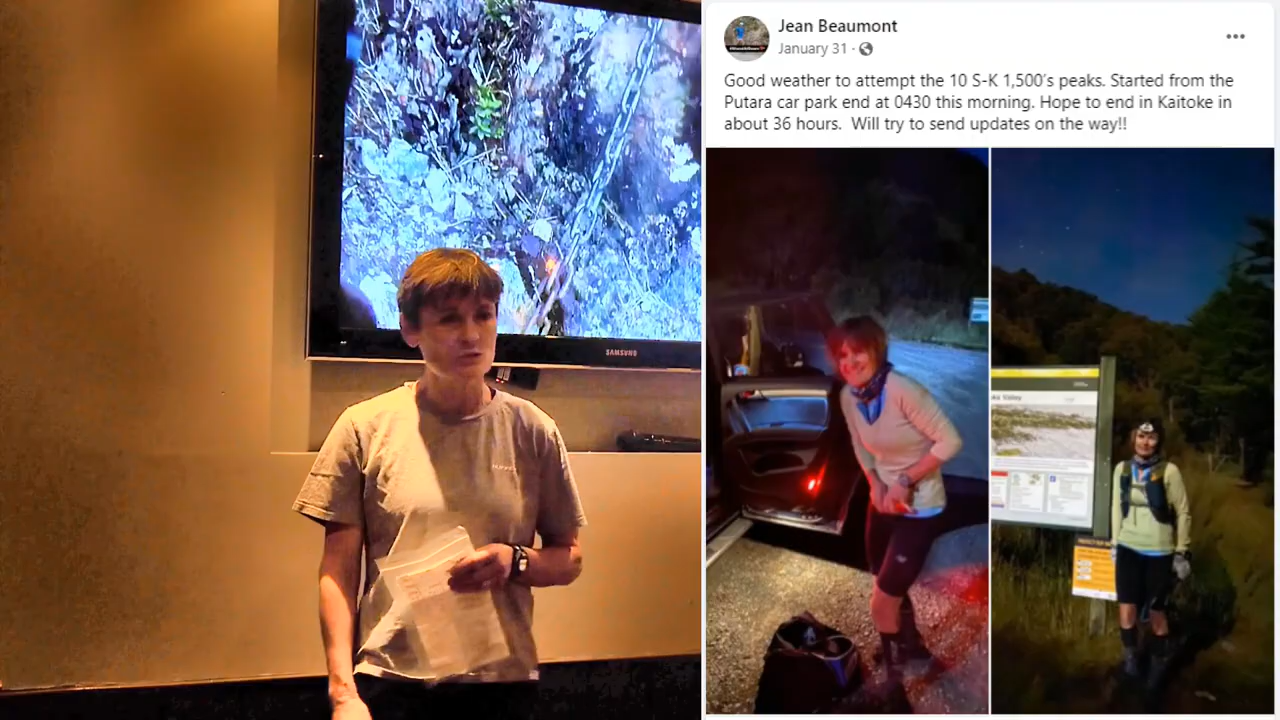 SAMSUNG
Jean Beaumont
January 31 ·
Good weather to attempt the 10 S-K 1,500's peaks. Started from the
Putara car park end at 0430 this morning. Hope to end in Kaitoke in
about 36 hours.  Will try to send updates on the way!!
Valley